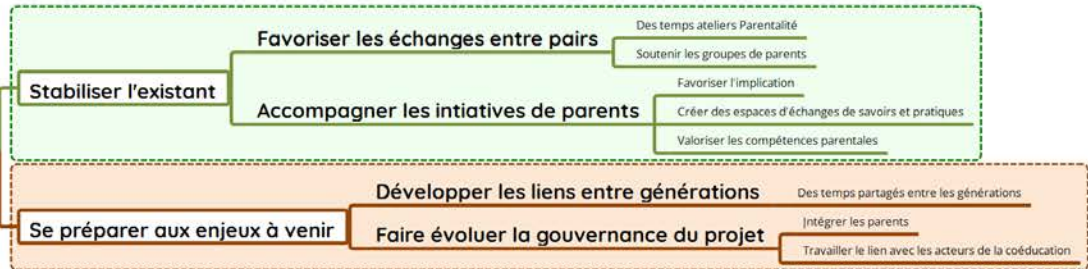 Stabiliser l'existant
Favoriser les échanges entre pairs
Des temps ateliers Parentalité
Soutenir les groupes de parents
Accompagner les intiatives de parents
Favoriser l'implication
Créer des espaces d'échanges de savoirs et pratiques
Valoriser les compétences parentales
Se préparer aux enjeux à venir
Développer les liens entre générations
Des temps partagés entre les générations
Faire évoluer la gouvernance du projet
Intégrer les parents
Travailler le lien avec les acteurs de la coéducation